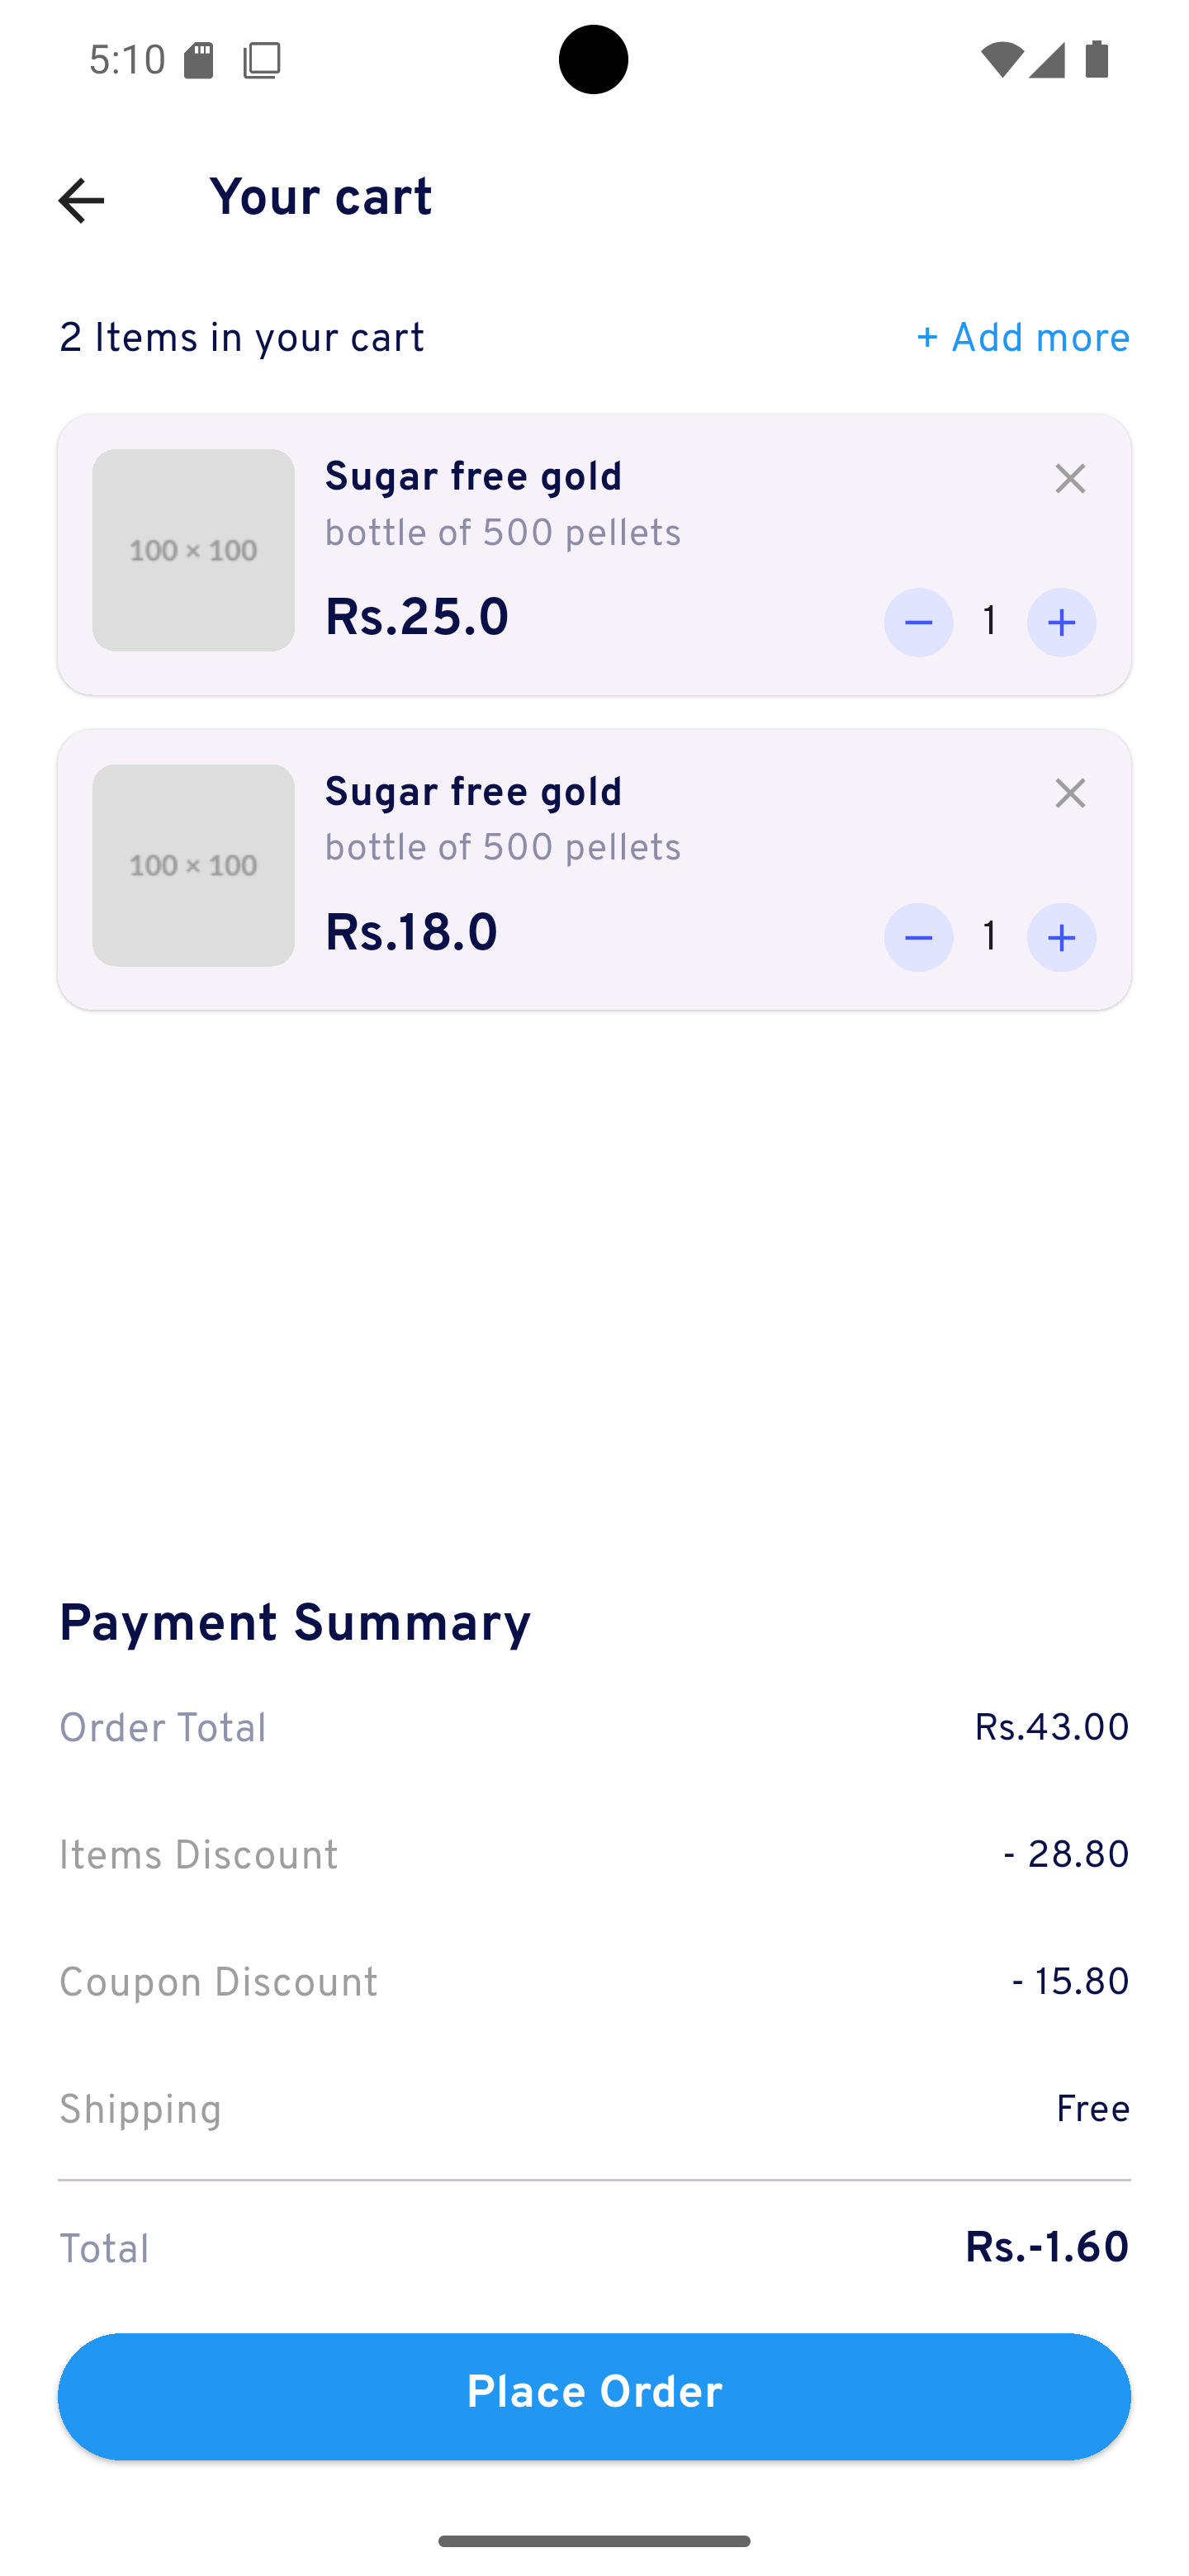 5:10
Your cart
2 Items in your cart
+ Add more
Sugar free gold
bottle of 500 pellets
100 × 100
Rs.25.0
1
Sugar free gold
bottle of 500 pellets
100 × 100
Rs.18.0
1
Payment Summary
Order Total Rs.43.00
Items Discount - 28.80
Coupon Discount - 15.80
Shipping Free
Total Rs.-1.60
Place Order